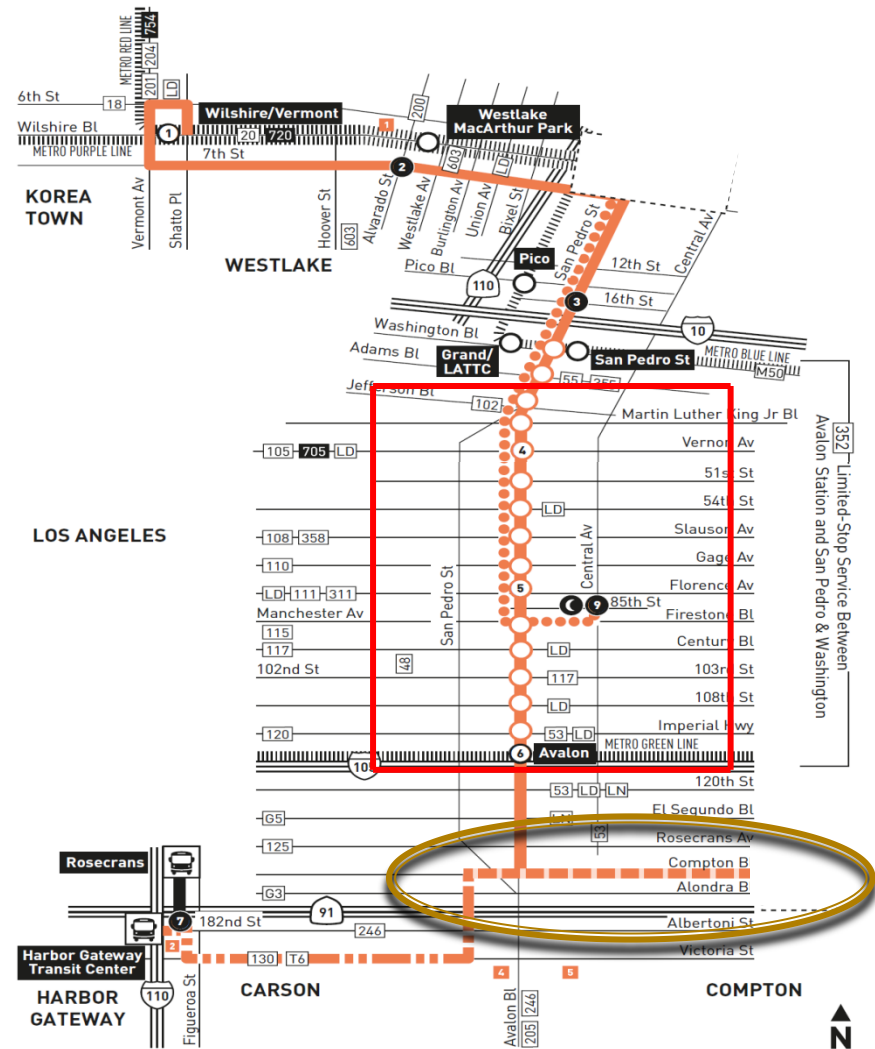 METRO RED LINE
201 204 754
LD
6th St
18
Wilshire/Vermont
200
Westlake
MacArthur Park
1
Wilshire Bl
1
20 720
METRO PURPLE LINE
7th St
2
603
LD
KOREA
TOWN
Vermont Av
Shatto Pl
Hoover St
603
Alvarado St
Westlake Av
Burlington Av
Union Av
Bixel St
San Pedro St
Central Av
WESTLAKE
Pico
12th St
Pico Bl
110
3
16th St
Washington Bl
10
Adams Bl
Grand/
LATTC
San Pedro St
METRO BLUE LINE
M50
55 355
Jefferson Bl
102
Martin Luther King Jr Bl
105 705 LD
4
Vernon Av
51st St
54th St
LD
LOS ANGELES
108 358
Slauson Av
110
Gage Av
San Pedro St
Central Av
LD 111 311
5
Florence Av
9
85th St
Manchester Av
Firestone Bl
115
117
Century Bl
LD
102nd St
48
103rd St
117
108th St
LD
120
Imperial Hwy
53 LD
6
Avalon
METRO GREEN LINE
105
352
Limited-Stop Service Between
Avalon Station and San Pedro & Washington
120th St
53 LD LN
El Segundo Bl
G5
LN
53
125
Rosecrans Av
Rosecrans
Compton B
Alondra B
G3
91
7
182nd St
246
Albertoni St
2
Harbor Gateway
Transit Center
130 T6
Victoria St
4
5
HARBOR
GATEWAY
110
Figueroa St
CARSON
Avalon Bl
205 246
COMPTON
N